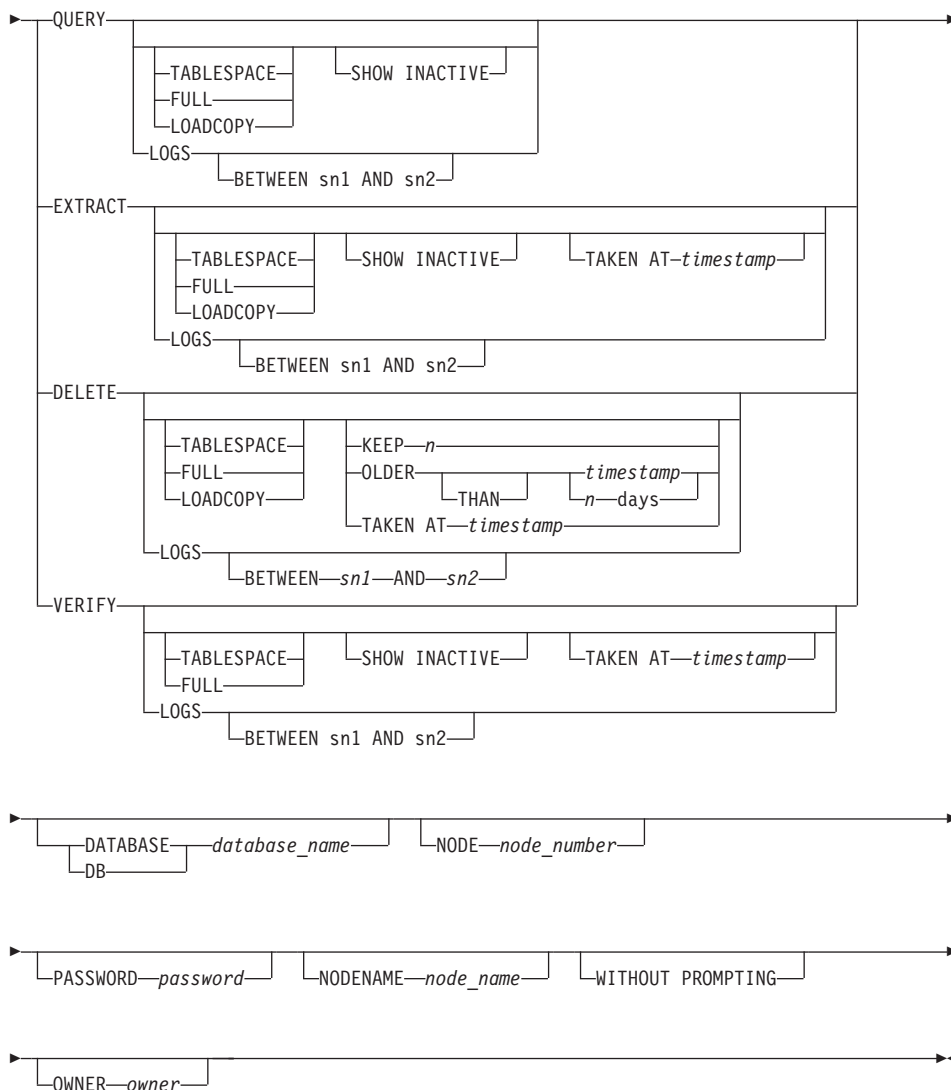 QUERY
TABLESPACE SHOW INACTIVE
FULL
LOADCOPY
LOGS
BETWEEN sn1 AND sn2
EXTRACT
TABLESPACE SHOW INACTIVE TAKEN AT timestamp
FULL
LOADCOPY
LOGS
BETWEEN sn1 AND sn2
DELETE
TABLESPACE KEEP n
FULL OLDER timestamp
LOADCOPY THAN n days
TAKEN AT timestamp
LOGS
BETWEEN sn1 AND sn2
VERIFY
TABLESPACE SHOW INACTIVE TAKEN AT timestamp
FULL
LOGS
BETWEEN sn1 AND sn2
DATABASE database_name NODE node_number
DB
PASSWORD password NODENAME node_name WITHOUT PROMPTING
OWNER owner